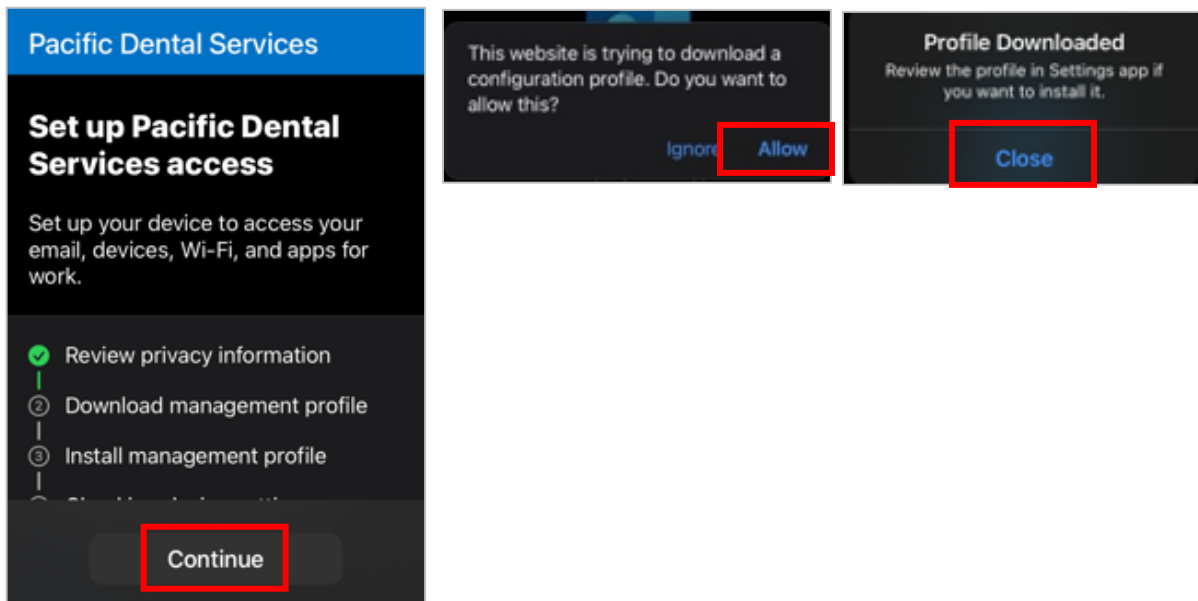 Pacific Dental Services
Set up Pacific Dental
Services access
Set up your device to access your
email, devices, Wi-Fi, and apps for
work.
Review privacy information
2 Download management profile
3 Install management profile
Continue
This website is trying to download a
configuration profile. Do you want to
allow this?
Ignore Allow
Profile Downloaded
Review the profile in Settings app if
you want to install it.
Close